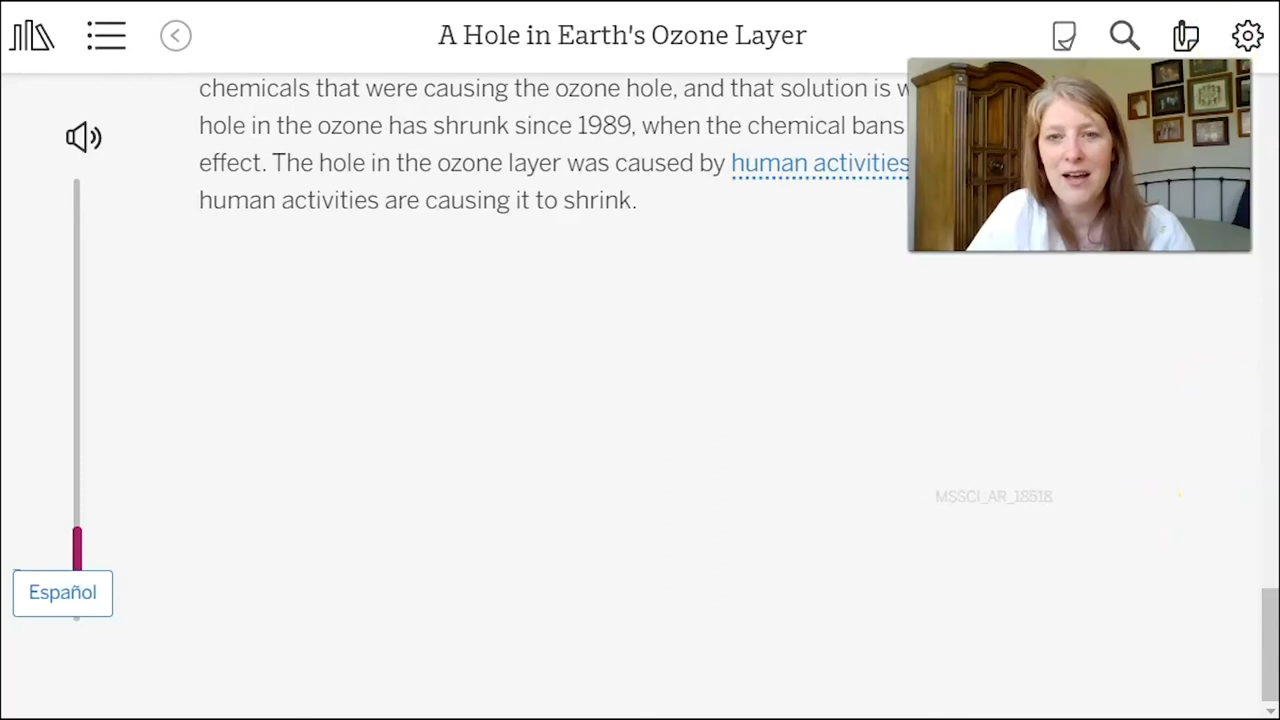 A Hole in Earth's Ozone Layer
chemicals that were causing the ozone hole, and that solution is
hole in the ozone has shrunk since 1989, when the chemical bans
effect. The hole in the ozone layer was caused by human activities
human activities are causing it to shrink.
MSSCI_AR_18518
Español